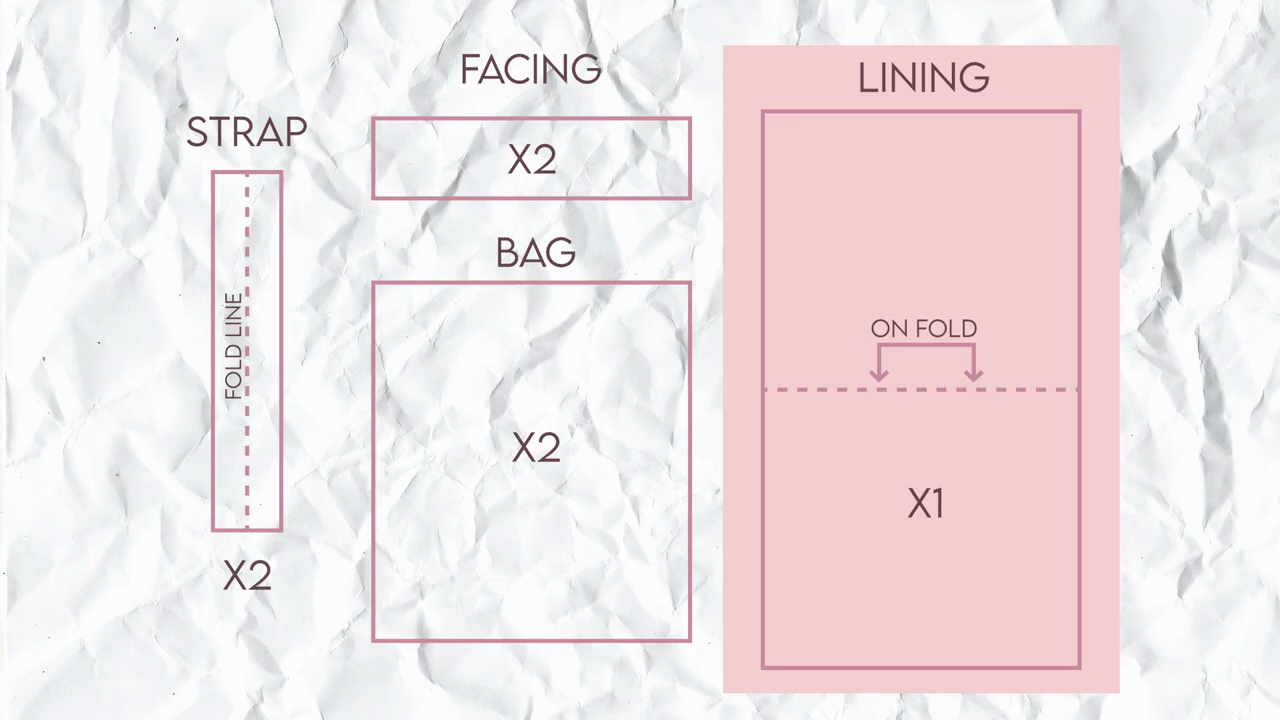 STRAP
FOLD LINE
X2
FACING
X2
BAG
X2
LINING
ON FOLD
X1